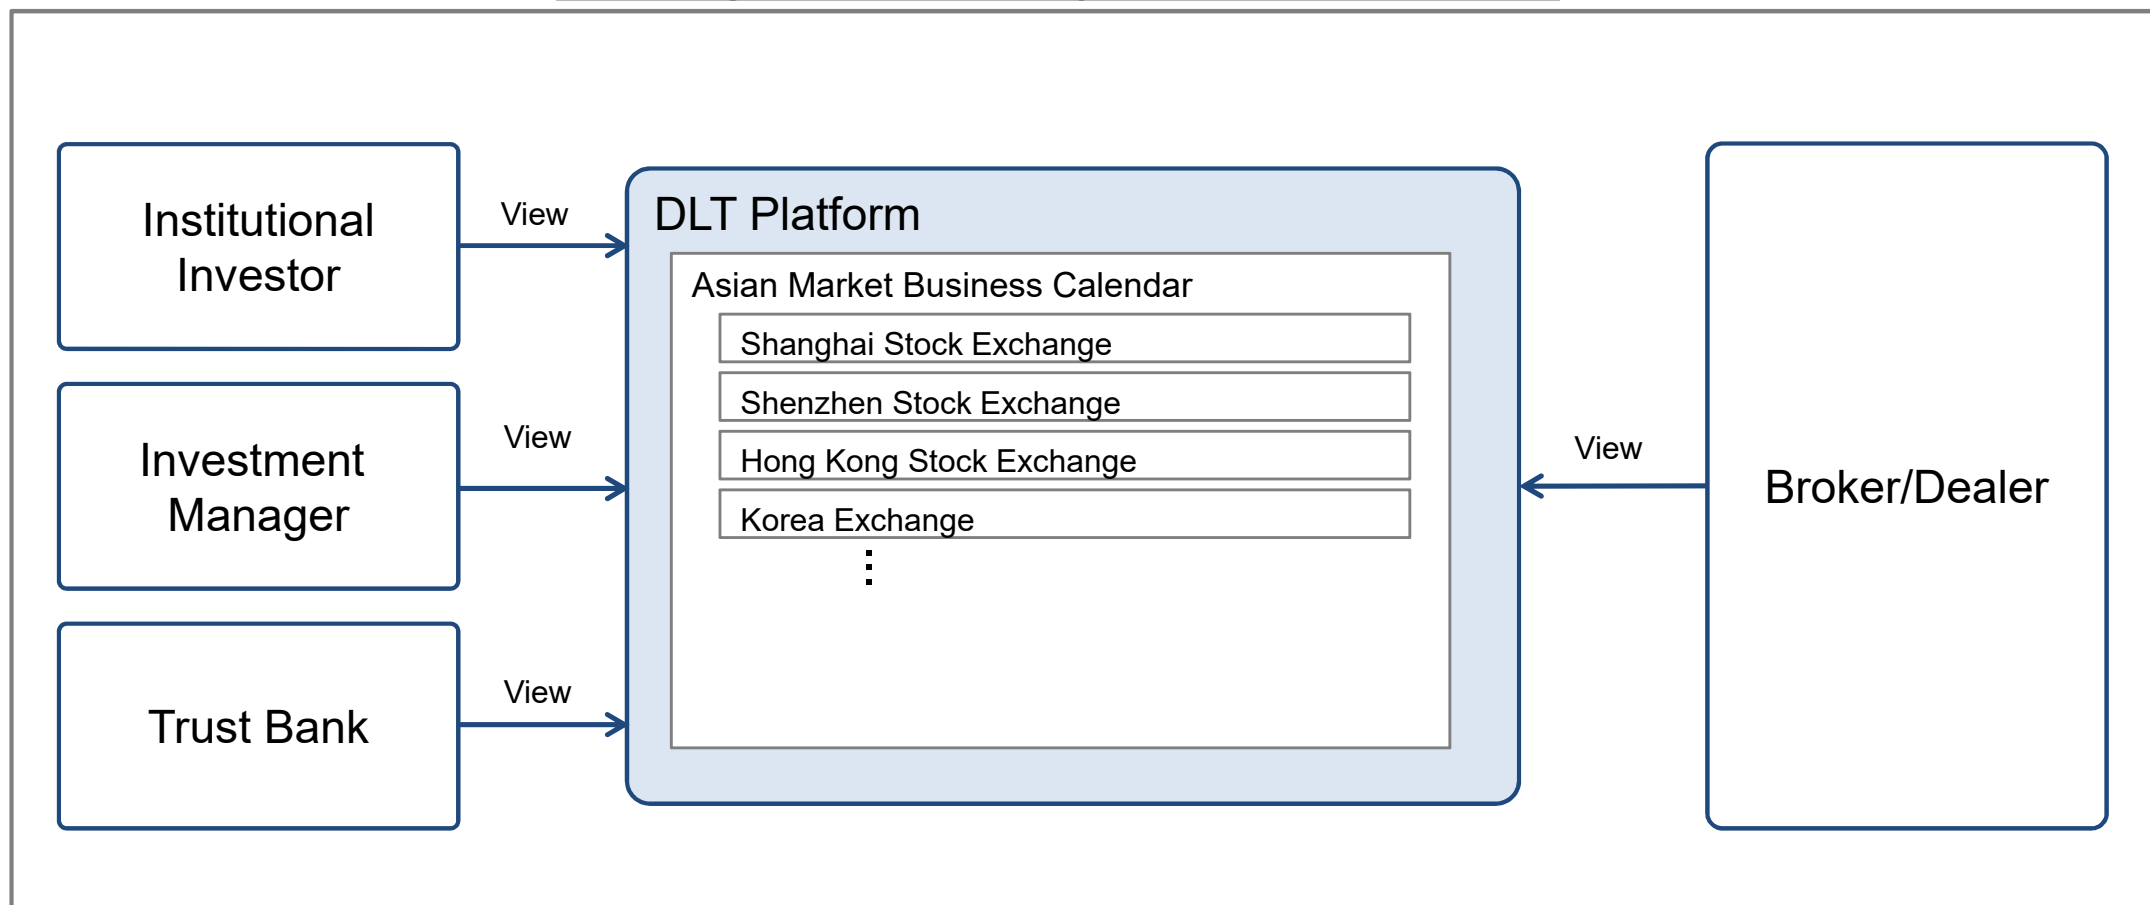 Institutional
Investor
View
Investment
Manager
View
Trust Bank
View
DLT Platform
Asian Market Business Calendar
Shanghai Stock Exchange
Shenzhen Stock Exchange
Hong Kong Stock Exchange
Korea Exchange
⋮
View
Broker/Dealer